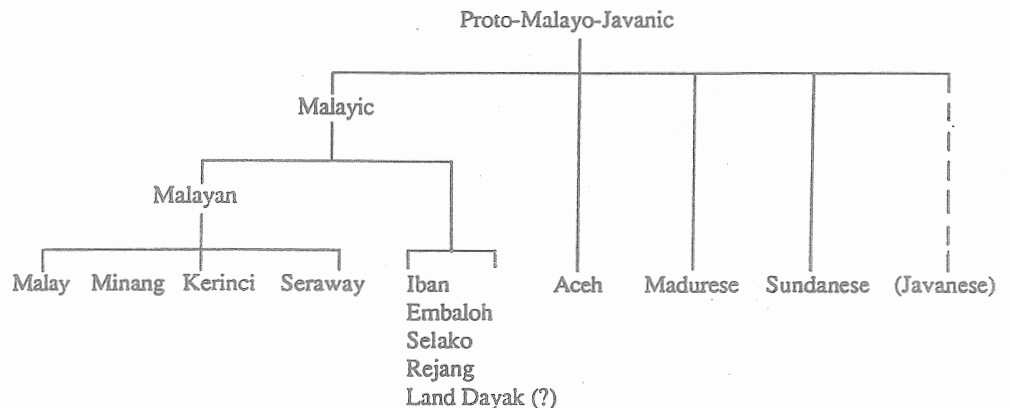 Proto-Malayo-Javanic
Malayic
Malayan
Malay Minang Kerinci Seraway Iban Aceh Madurese Sundanese (Javanese)
Embaloh
Selako
Rejang
Land Dayak (?)